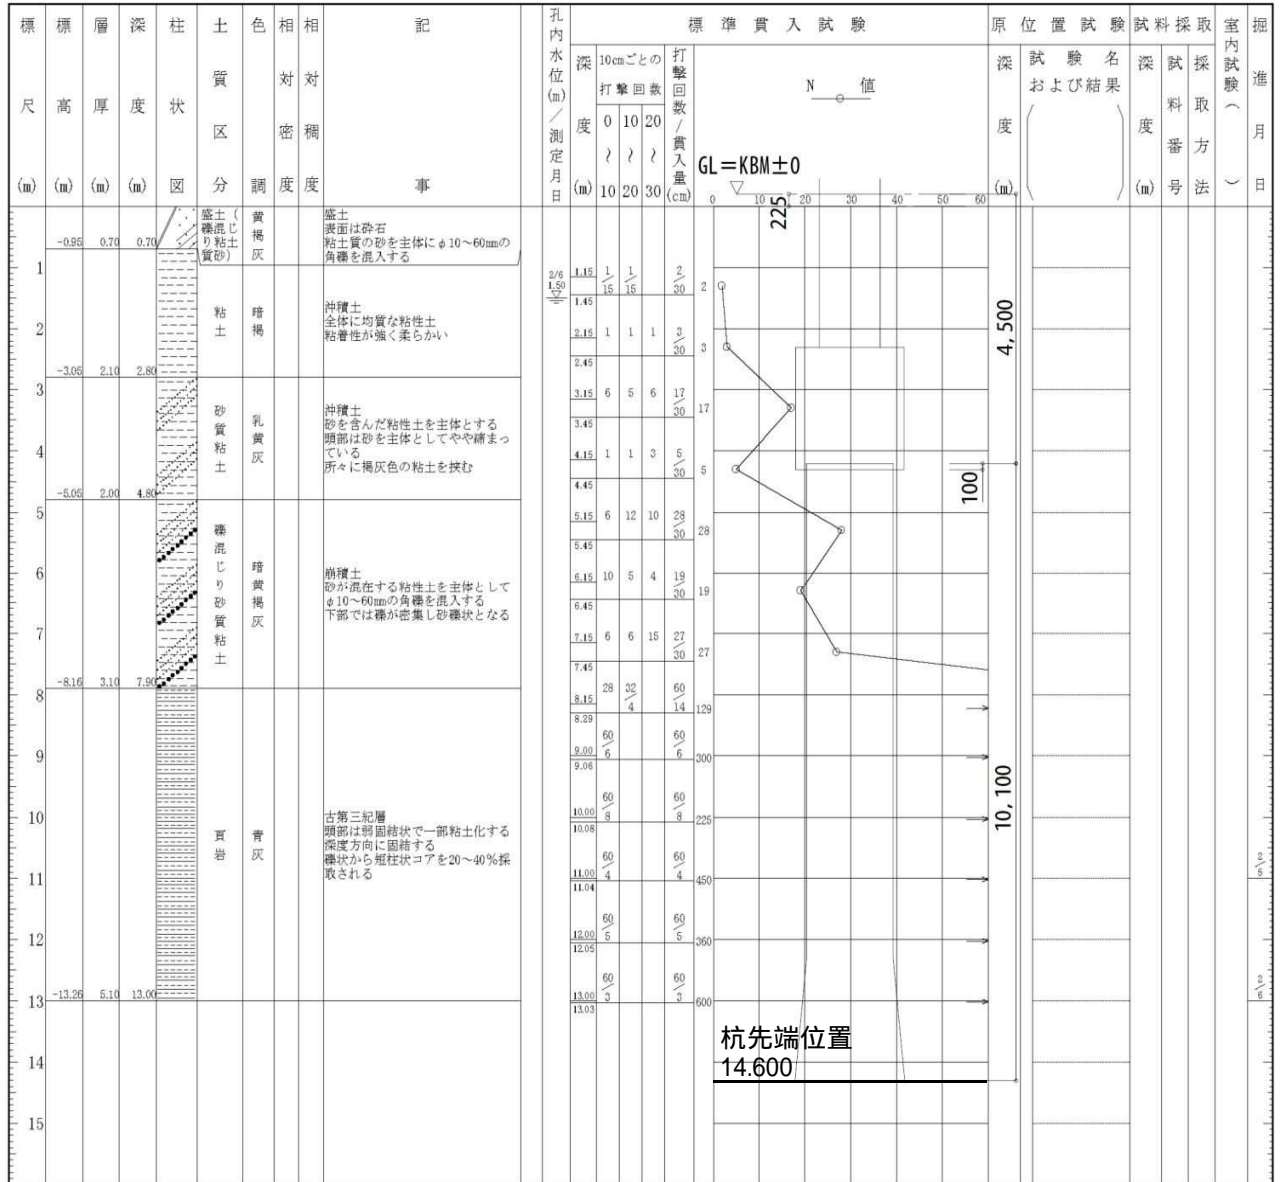 標尺(m)
標高(m)
層厚(m)
深度(m)
柱状図
土質区分
色調
相対密度
相対稠度
記事
孔内水位(m)/測定月日
標準貫入試験
深度(m)
10cmごとの
打撃回数
0~10
10~20
20~30
打撃回数/貫入量(cm)
N 値
GL=KBM±0
0 10 20 30 40 50 60
225
原位置試験
深度(m)
試験名
および結果
試料採取
深度(m)
試料番号
採取方法
室内試験( )
掘進月日
-0.95 0.70 0.70
盛土(
礫混じ
り粘土
質砂)
黄褐灰
盛土
表面は砕石
粘土質の砂を主体にφ10~60mmの
角礫を混入する
1
2/6
1.50
1.15 1/15 1/15 2/30 2
1.45
粘土
暗褐
沖積土
全体に均質な粘性土
粘着性が強く柔らかい
2
2.15 1 1 1 3/30 3
2.45
4,500
-3.05 2.10 2.80
3
3.15 6 5 6 17/30 17
3.45
砂質粘土
乳黄灰
沖積土
砂を含んだ粘性土を主体とする
頭部は砂を主体としてやや締まっ
ている
所々に褐灰色の粘土を挟む
4
4.15 1 1 3 5/30 5
4.45
100
-5.05 2.00 4.80
5
5.15 6 12 10 28/30 28
5.45
礫混じり砂質粘土
暗黄褐灰
崩積土
砂が混在する粘性土を主体として
φ10~60mmの角礫を混入する
下部では礫が密集し砂礫状となる
6
6.15 10 5 4 19/30 19
6.45
7
7.15 6 6 15 27/30 27
7.45
-8.16 3.10 7.90
8
8.15 28 32/4 60/14 129
8.29
9
9.00 60/6 60/6 300
9.06
10,100
10
10.00 60/8 60/8 225
10.08
頁岩
青灰
古第三紀層
頭部は弱固結状で一部粘土化する
深度方向に固結する
礫状から短柱状コアを20~40%採
取される
2/5
11
11.00 60/4 60/4 450
11.04
12
12.00 60/5 60/5 360
12.05
2/6
13
-13.26 5.10 13.00
13.00 60/3 60/3 600
13.03
杭先端位置
14.600
14
15